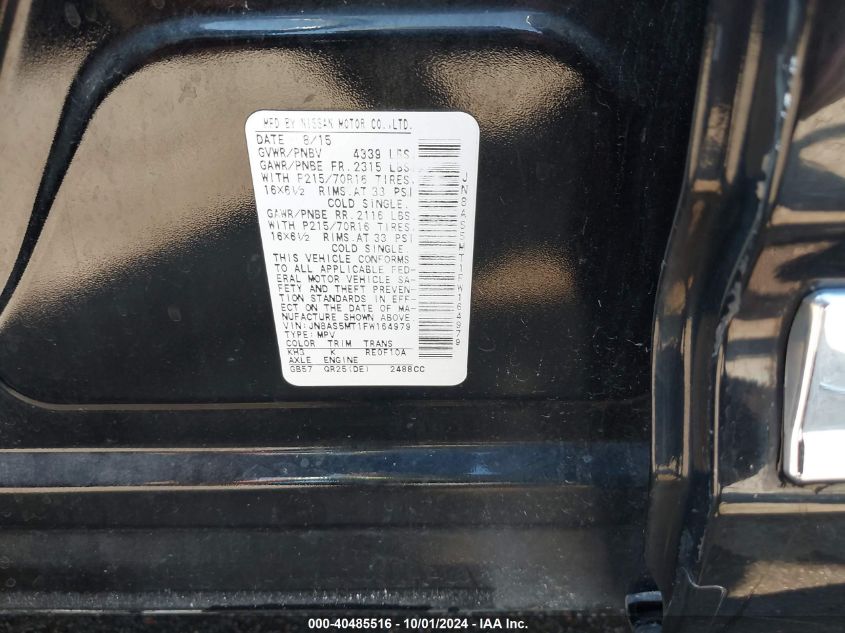 MFD BY NISSAN MOTOR CO.,LTD.
DATE 8/15
GVWR/PNBV 4339 LBS
GAWR/PNBE FR. 2315 LBS
WITH P215/70R16 TIRES.
16×6½ RIMS. AT 33 PSI
COLD SINGLE.
GAWR/PNBE RR. 2116 LBS
WITH P215/70R16 TIRES.
16×6½ RIMS. AT 33 PSI
COLD SINGLE
THIS VEHICLE CONFORMS
TO ALL APPLICABLE FED-
ERAL MOTOR VEHICLE SA-
FETY AND THEFT PREVEN-
TION STANDARDS IN EFF-
ECT ON THE DATE OF MA-
NUFACTURE SHOWN ABOVE.
VIN:JN8AS5MT1FW164979
TYPE:MPV
COLOR TRIM TRANS
KH3 K RE0F10A
AXLE ENGINE
GB57 QR25(DE) 2488CC
JN8AS5MT1FW164979
000-40485516 - 10/01/2024 - IAA Inc.